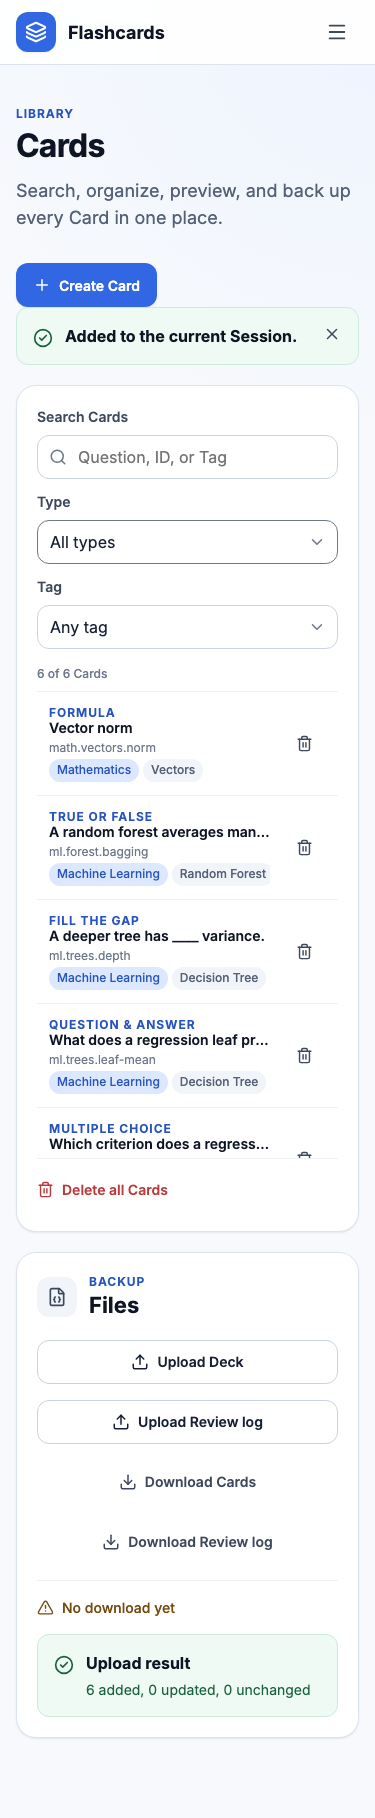 Flashcards
LIBRARY
Cards
Search, organize, preview, and back up
every Card in one place.
Create Card
Added to the current Session.
Search Cards
Question, ID, or Tag
Type
All types
Tag
Any tag
6 of 6 Cards
FORMULA
Vector norm
math.vectors.norm
Mathematics Vectors
TRUE OR FALSE
A random forest averages man...
ml.forest.bagging
Machine Learning Random Forest
FILL THE GAP
A deeper tree has ____ variance.
ml.trees.depth
Machine Learning Decision Tree
QUESTION & ANSWER
What does a regression leaf pr...
ml.trees.leaf-mean
Machine Learning Decision Tree
MULTIPLE CHOICE
Which criterion does a regress...
Delete all Cards
BACKUP
Files
Upload Deck
Upload Review log
Download Cards
Download Review log
No download yet
Upload result
6 added, 0 updated, 0 unchanged